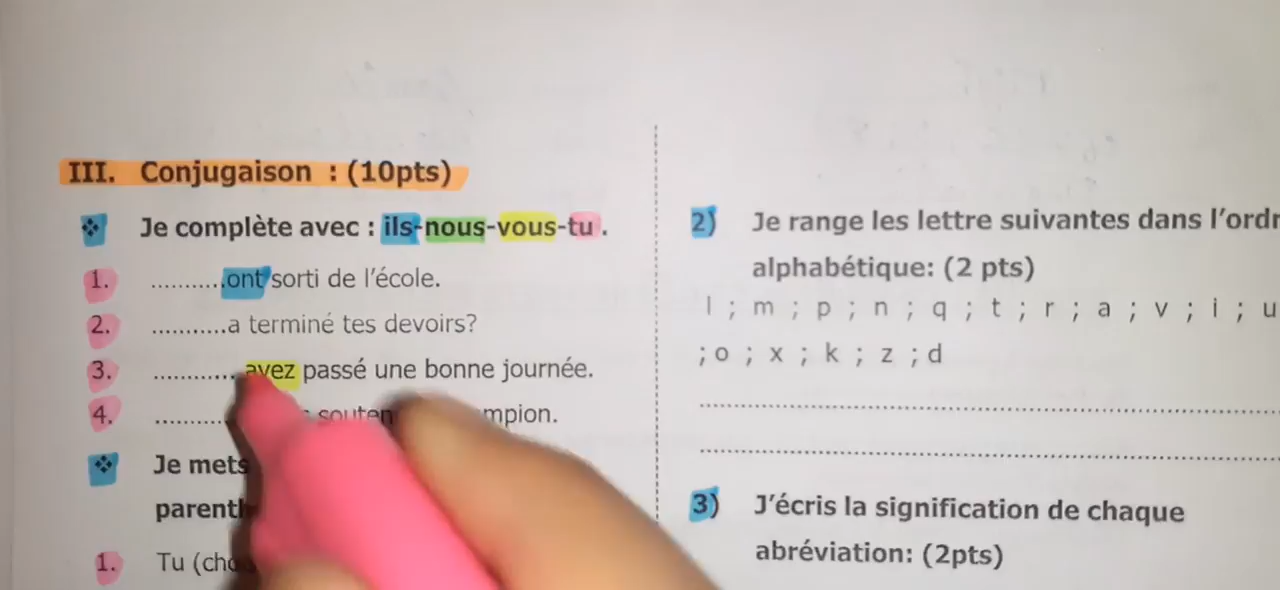 III. Conjugaison : (10pts)
❖ Je complète avec : ils-nous-vous-tu .
1. ...........ont sorti de l'école.
2. ...........a terminé tes devoirs?
3. ............avez passé une bonne journée.
4. ..........
❖ Je mets
1. Tu
2) Je range les lettre suivantes dans l'ordr
alphabétique: (2 pts)
l ; m ; p ; n ; q ; t ; r ; a ; v ; i ; u
; o ; x ; k ; z ; d
3) J'écris la signification de chaque
abréviation: (2pts)